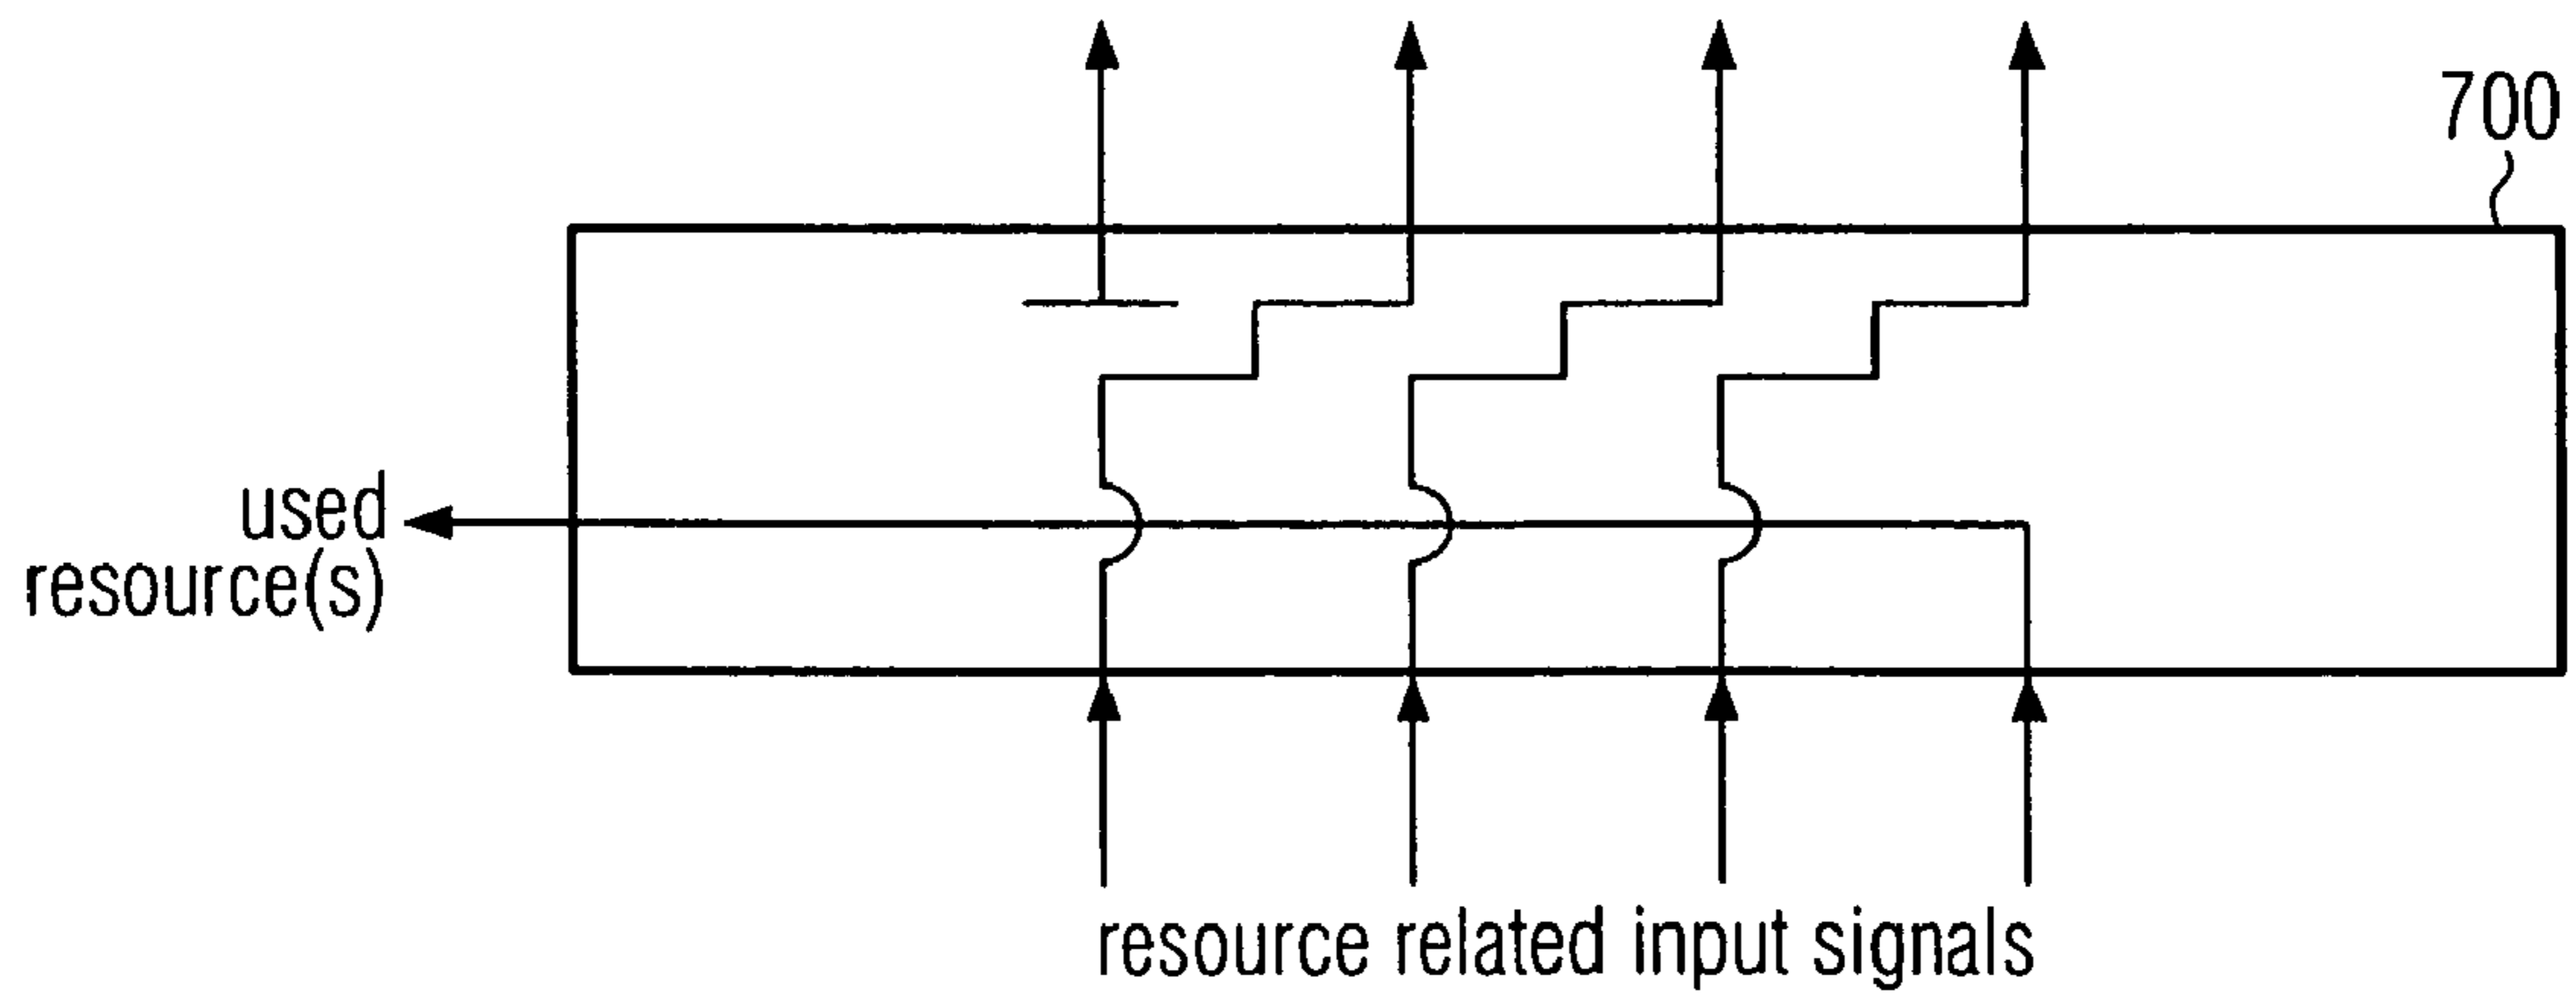 700
used
resource(s)
resource related input signals